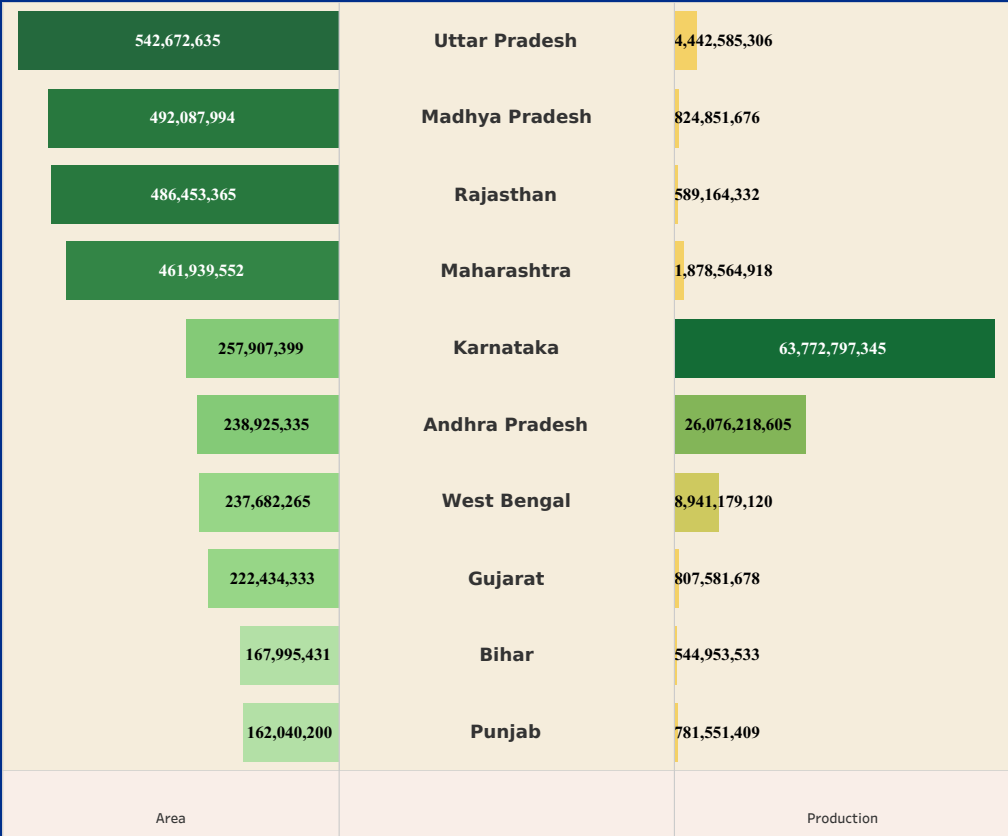 542,672,635 Uttar Pradesh 4,442,585,306
492,087,994 Madhya Pradesh 824,851,676
486,453,365 Rajasthan 589,164,332
461,939,552 Maharashtra 1,878,564,918
257,907,399 Karnataka 63,772,797,345
238,925,335 Andhra Pradesh 26,076,218,605
237,682,265 West Bengal 8,941,179,120
222,434,333 Gujarat 807,581,678
167,995,431 Bihar 544,953,533
162,040,200 Punjab 781,551,409
Area Production